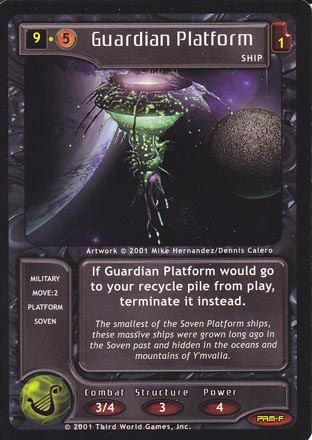 9 • 5
Guardian Platform
1
SHIP
Artwork © 2001 Mike Hernandez/Dennis Calero
MILITARY
MOVE:2
PLATFORM
SOVEN
If Guardian Platform would go
to your recycle pile from play,
terminate it instead.
The smallest of the Soven Platform ships,
these massive ships were grown long ago in
the Soven past and hidden in the oceans and
mountains of Y'mvalla.
Combat Structure Power
3/4 3 4
© 2001 Third World Games, Inc.
PRM-F